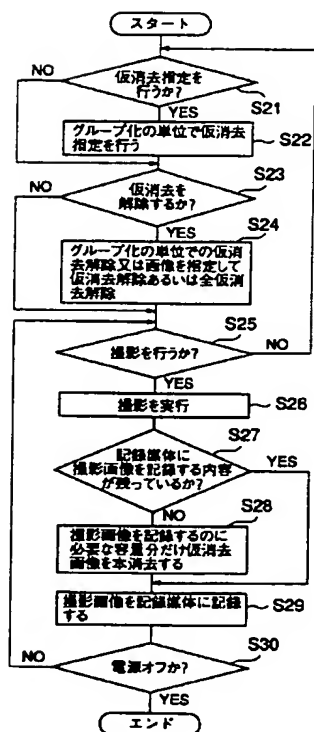 スタート
NO
仮消去指定を
行うか?
S21
YES
グループ化の単位で仮消去
指定を行う
S22
NO
仮消去を
解除するか?
S23
YES
S24
グループ化の単位での仮消
去解除又は画像を指定して
仮消去解除あるいは全仮消
去解除
S25
撮影を行うか?
NO
YES
撮影を実行
S26
S27
記録媒体に
撮影画像を記録する内容
が残っているか?
YES
NO
S28
撮影画像を記録するのに
必要な容量分だけ仮消去
画像を本消去する
撮影画像を記録媒体に記録
する
S29
NO
電源オフか?
S30
YES
エンド